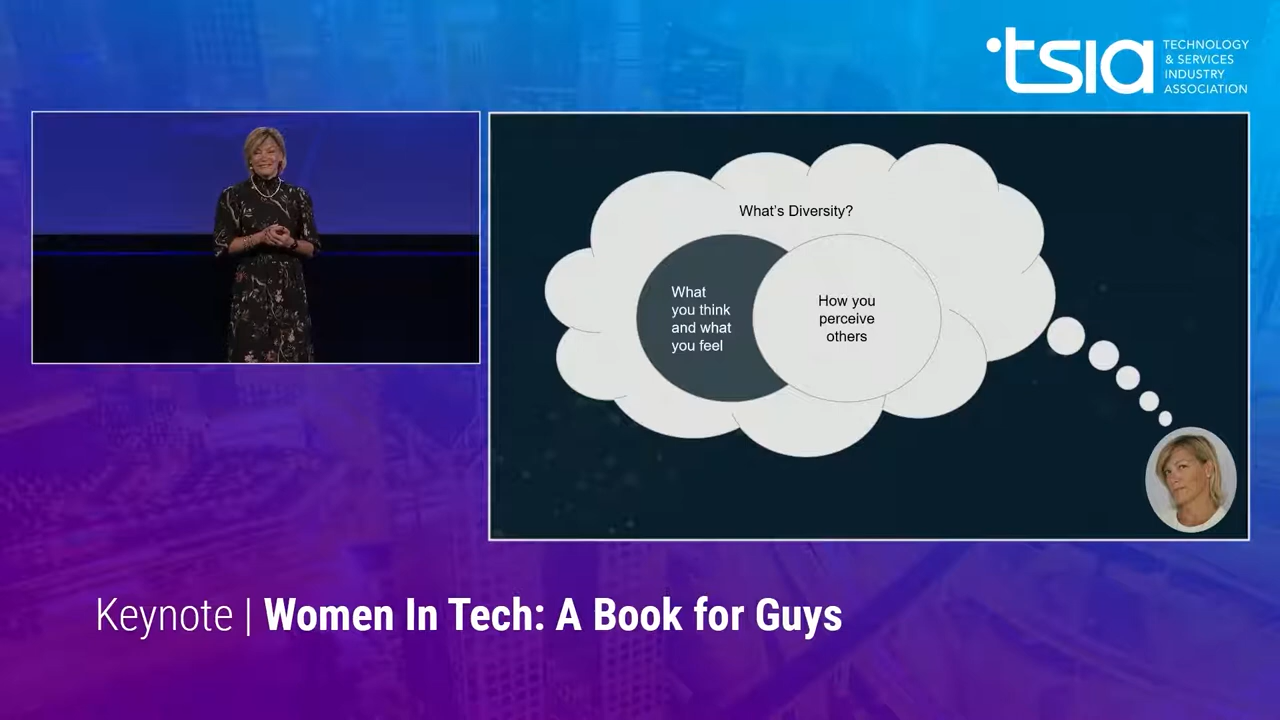 tsia
TECHNOLOGY
& SERVICES
INDUSTRY
ASSOCIATION
What's Diversity?
What
you think
and what
you feel
How you
perceive
others
Keynote | Women In Tech: A Book for Guys